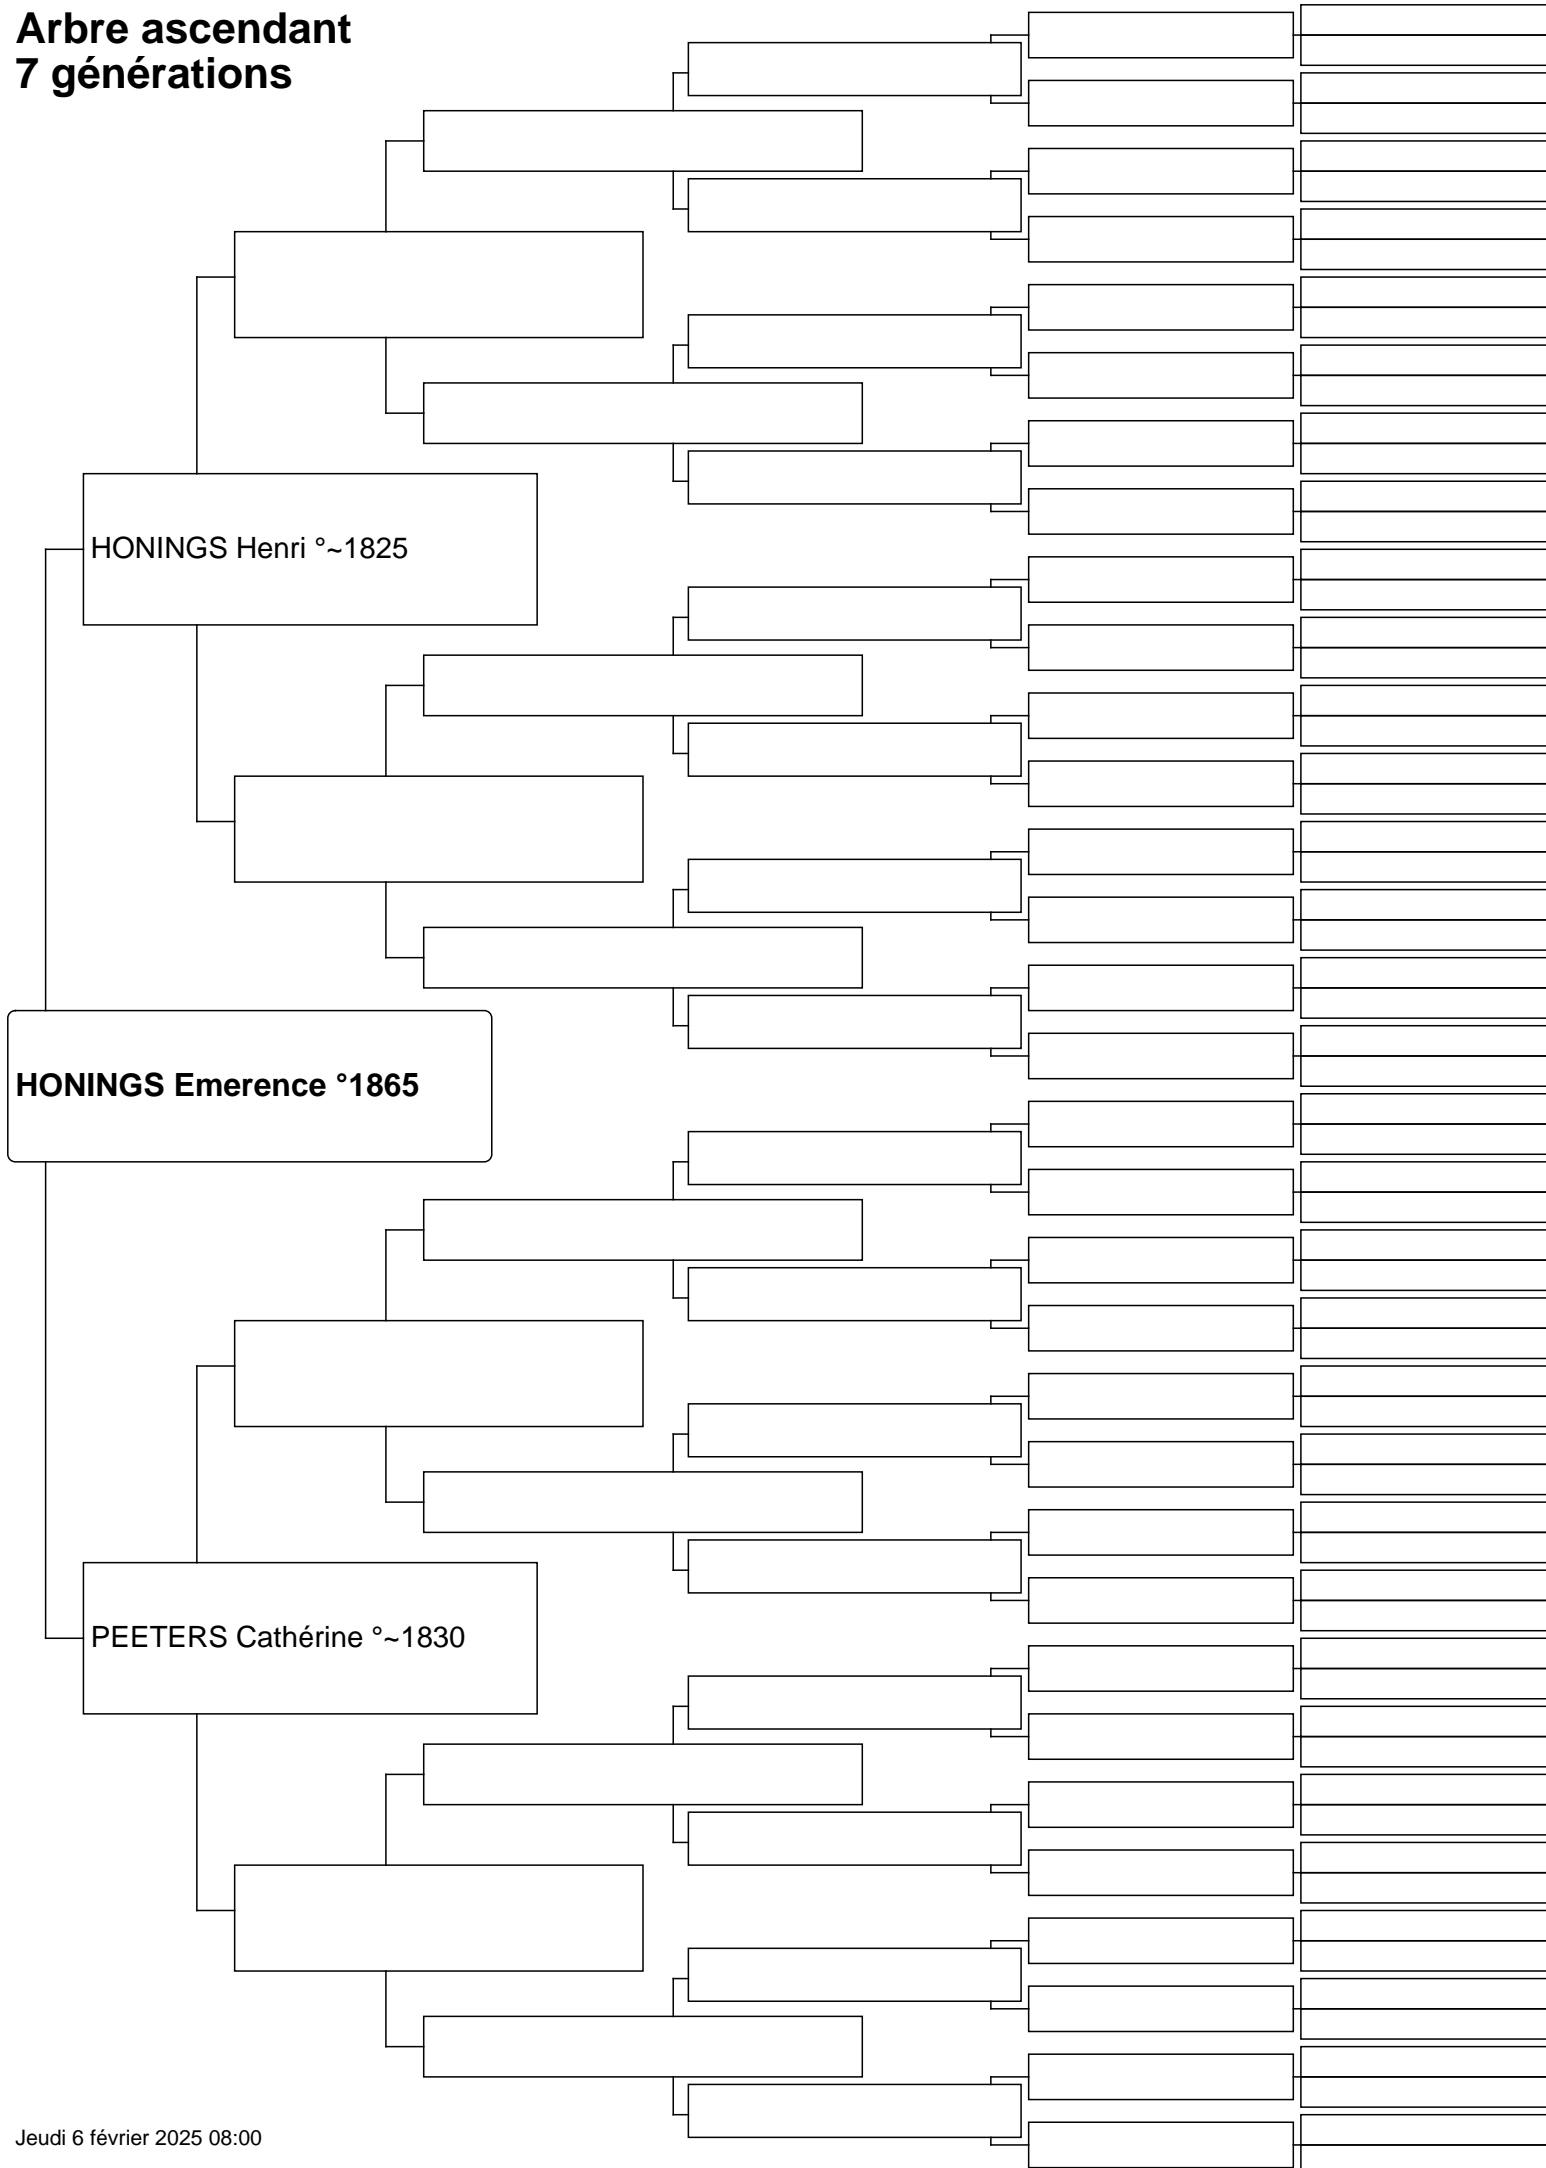 Arbre ascendant
7 générations
HONINGS Henri °~1825
HONINGS Emerence °1865
PEETERS Cathérine °~1830
Jeudi 6 février 2025 08:00